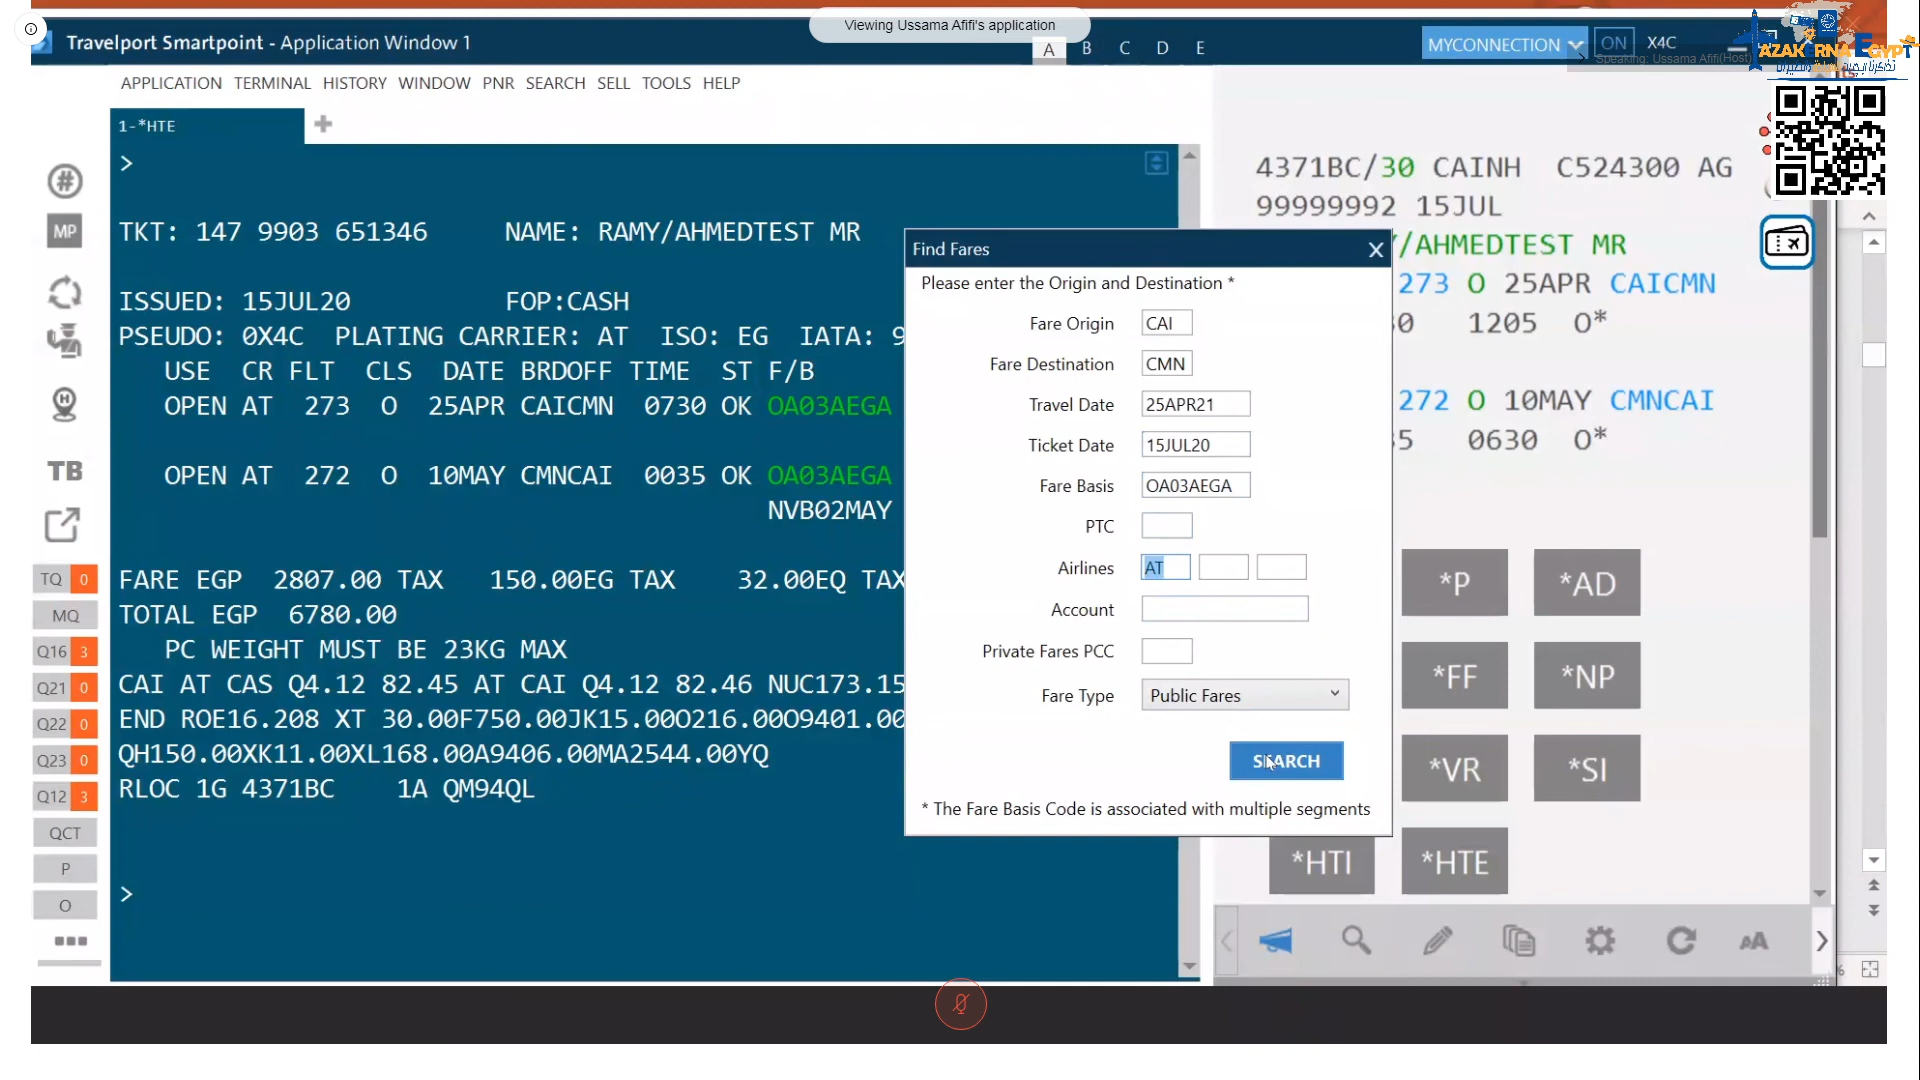 Viewing Ussama Afifi's application
Travelport Smartpoint - Application Window 1
A B C D E
MYCONNECTION ON X4C
Speaking: Ussama Afifi(Host)
APPLICATION TERMINAL HISTORY WINDOW PNR SEARCH SELL TOOLS HELP
1-*HTE
>
TKT: 147 9903 651346 NAME: RAMY/AHMEDTEST MR
ISSUED: 15JUL20 FOP:CASH
PSEUDO: 0X4C PLATING CARRIER: AT ISO: EG IATA: 9
USE CR FLT CLS DATE BRDOFF TIME ST F/B
OPEN AT 273 O 25APR CAICMN 0730 OK OA03AEGA
OPEN AT 272 O 10MAY CMNCAI 0035 OK OA03AEGA
NVB02MAY
FARE EGP 2807.00 TAX 150.00EG TAX 32.00EQ TAX
TOTAL EGP 6780.00
PC WEIGHT MUST BE 23KG MAX
CAI AT CAS Q4.12 82.45 AT CAI Q4.12 82.46 NUC173.15
END ROE16.208 XT 30.00F750.00JK15.00O216.00O9401.00
QH150.00XK11.00XL168.00A9406.00MA2544.00YQ
RLOC 1G 4371BC 1A QM94QL
>
MP
TB
TQ 0
MQ
Q16 3
Q21 0
Q22 0
Q23 0
Q12 3
QCT
P
O
Find Fares X
Please enter the Origin and Destination *
Fare Origin CAI
Fare Destination CMN
Travel Date 25APR21
Ticket Date 15JUL20
Fare Basis OA03AEGA
PTC
Airlines AT
Account
Private Fares PCC
Fare Type Public Fares
SEARCH
* The Fare Basis Code is associated with multiple segments
4371BC/30 CAINH C524300 AG
99999992 15JUL
/AHMEDTEST MR
273 O 25APR CAICMN
0 1205 O*
272 O 10MAY CMNCAI
5 0630 O*
*P *AD
*FF *NP
*VR *SI
*HTI *HTE
AA